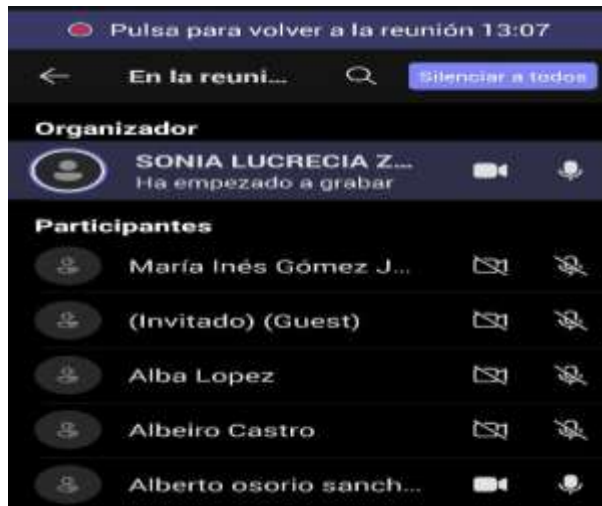 Pulsa para volver a la reunión 13:07
En la reuni... Silenciar a todos
Organizador
SONIA LUCRECIA Z...
Ha empezado a grabar
Participantes
María Inés Gómez J...
(Invitado) (Guest)
Alba Lopez
Albeiro Castro
Alberto osorio sanch...